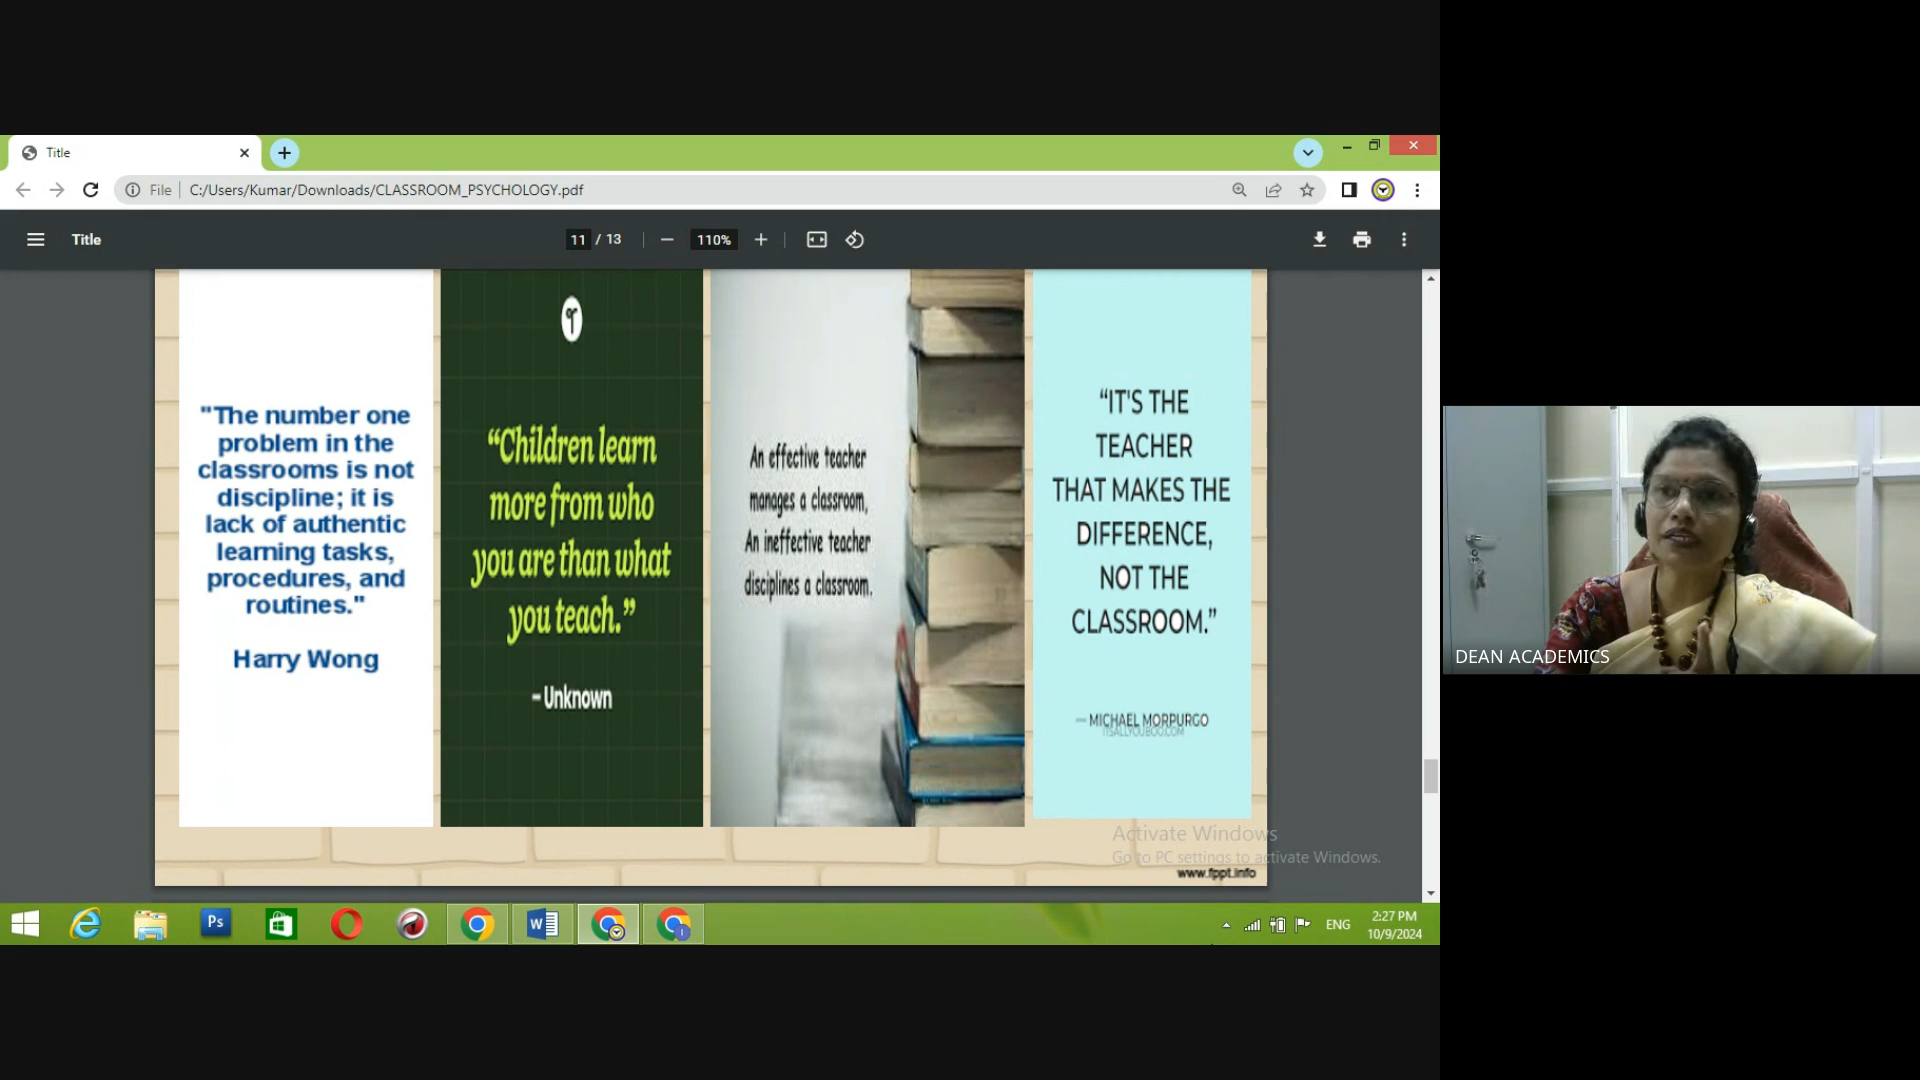 Title
File
C:/Users/Kumar/Downloads/CLASSROOM_PSYCHOLOGY.pdf
Title
11 / 13
110%
"The number one
problem in the
classrooms is not
discipline; it is
lack of authentic
learning tasks,
procedures, and
routines."
Harry Wong
“Children learn
more from who
you are than what
you teach.”
- Unknown
An effective teacher
manages a classroom,
An ineffective teacher
disciplines a classroom.
“IT'S THE
TEACHER
THAT MAKES THE
DIFFERENCE,
NOT THE
CLASSROOM.”
— MICHAEL MORPURGO
ITSALLYOUBOO.COM
Activate Windows
Go to PC settings to activate Windows.
www.fppt.info
DEAN ACADEMICS
Ps
W
ENG
2:27 PM
10/9/2024